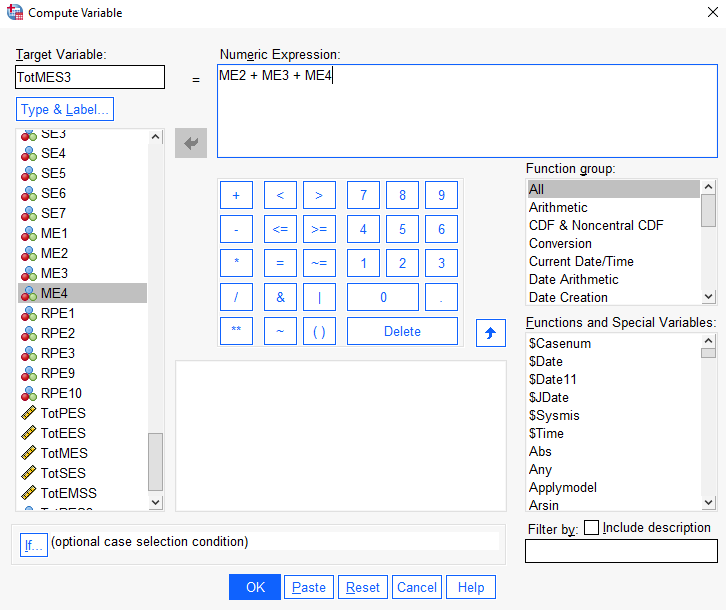 Compute Variable
Target Variable:
Numeric Expression:
TotMES3
=
ME2 + ME3 + ME4
Type & Label...
SE3
SE4
SE5
SE6
SE7
ME1
ME2
ME3
ME4
RPE1
RPE2
RPE3
RPE9
RPE10
TotPES
TotEES
TotMES
TotSES
TotEMSS
+ < > 7 8 9
- <= >= 4 5 6
* = ~= 1 2 3
/ & | 0 .
** ~ ( ) Delete
Function group:
All
Arithmetic
CDF & Noncentral CDF
Conversion
Current Date/Time
Date Arithmetic
Date Creation
Functions and Special Variables:
$Casenum
$Date
$Date11
$JDate
$Sysmis
$Time
Abs
Any
Applymodel
Arsin
If... (optional case selection condition)
Filter by: Include description
OK Paste Reset Cancel Help